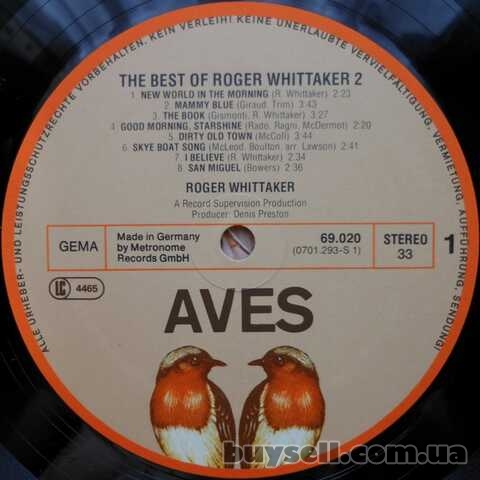 ALLE URHEBER- UND LEISTUNGSSCHUTZRECHTE VORBEHALTEN. KEIN VERLEIH! KEINE UNERLAUBTE VERVIELFÄLTIGUNG, VERMIETUNG, AUFFÜHRUNG, SENDUNG!
THE BEST OF ROGER WHITTAKER 2
1. NEW WORLD IN THE MORNING (R. Whittaker) 2:23
2. MAMMY BLUE (Giraud, Trim) 3:43
3. THE BOOK (Gismonti, R. Whittaker) 3:27
4. GOOD MORNING, STARSHINE (Rado, Ragni, McDermot) 2:20
5. DIRTY OLD TOWN (McColl) 3:44
6. SKYE BOAT SONG (McLeod, Boulton, arr. Lawson) 2:41
7. I BELIEVE (R. Whittaker) 2:34
8. SAN MIGUEL (Bowers) 2:36
ROGER WHITTAKER
A Record Supervision Production
Producer: Denis Preston
GEMA
Made in Germany
by Metronome
Records GmbH
69.020
(0701.293-S 1)
STEREO
33
1
LC 4465
AVES
buysell.com.ua